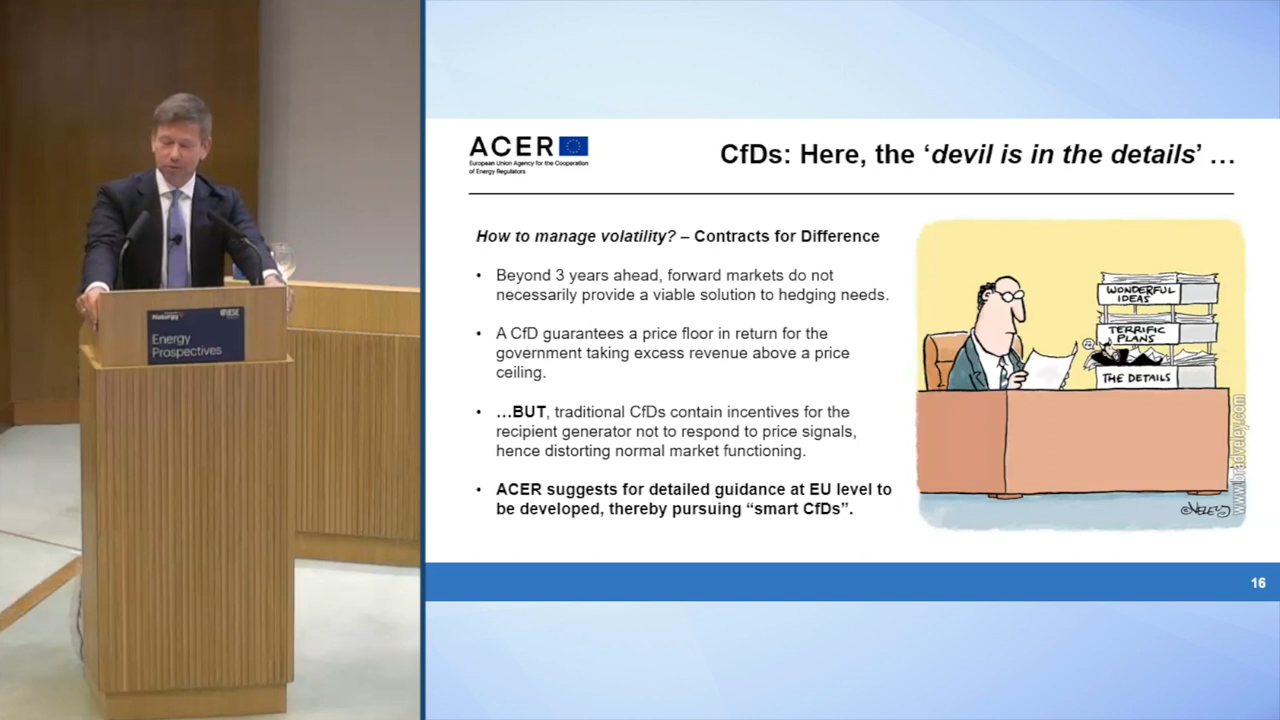 Naturgy
IESE
Energy
Prospectives
ACER
European Union Agency for the Cooperation
of Energy Regulators
CfDs: Here, the ‘devil is in the details’ …
How to manage volatility? – Contracts for Difference
• Beyond 3 years ahead, forward markets do not
necessarily provide a viable solution to hedging needs.
• A CfD guarantees a price floor in return for the
government taking excess revenue above a price
ceiling.
• …BUT, traditional CfDs contain incentives for the
recipient generator not to respond to price signals,
hence distorting normal market functioning.
• ACER suggests for detailed guidance at EU level to
be developed, thereby pursuing “smart CfDs”.
WONDERFUL
IDEAS
TERRIFIC
PLANS
THE DETAILS
www.bradveley.com
©VELEY
16